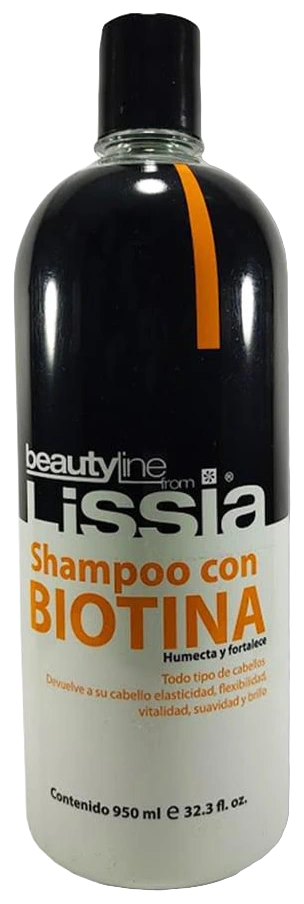 beautyline
from
Lissia®
Shampoo con
BIOTINA
Humecta y fortalece
Todo tipo de cabellos
Devuelve a su cabello elasticidad, flexibilidad,
vitalidad, suavidad y brillo
Contenido 950 ml e 32.3 fl. oz.